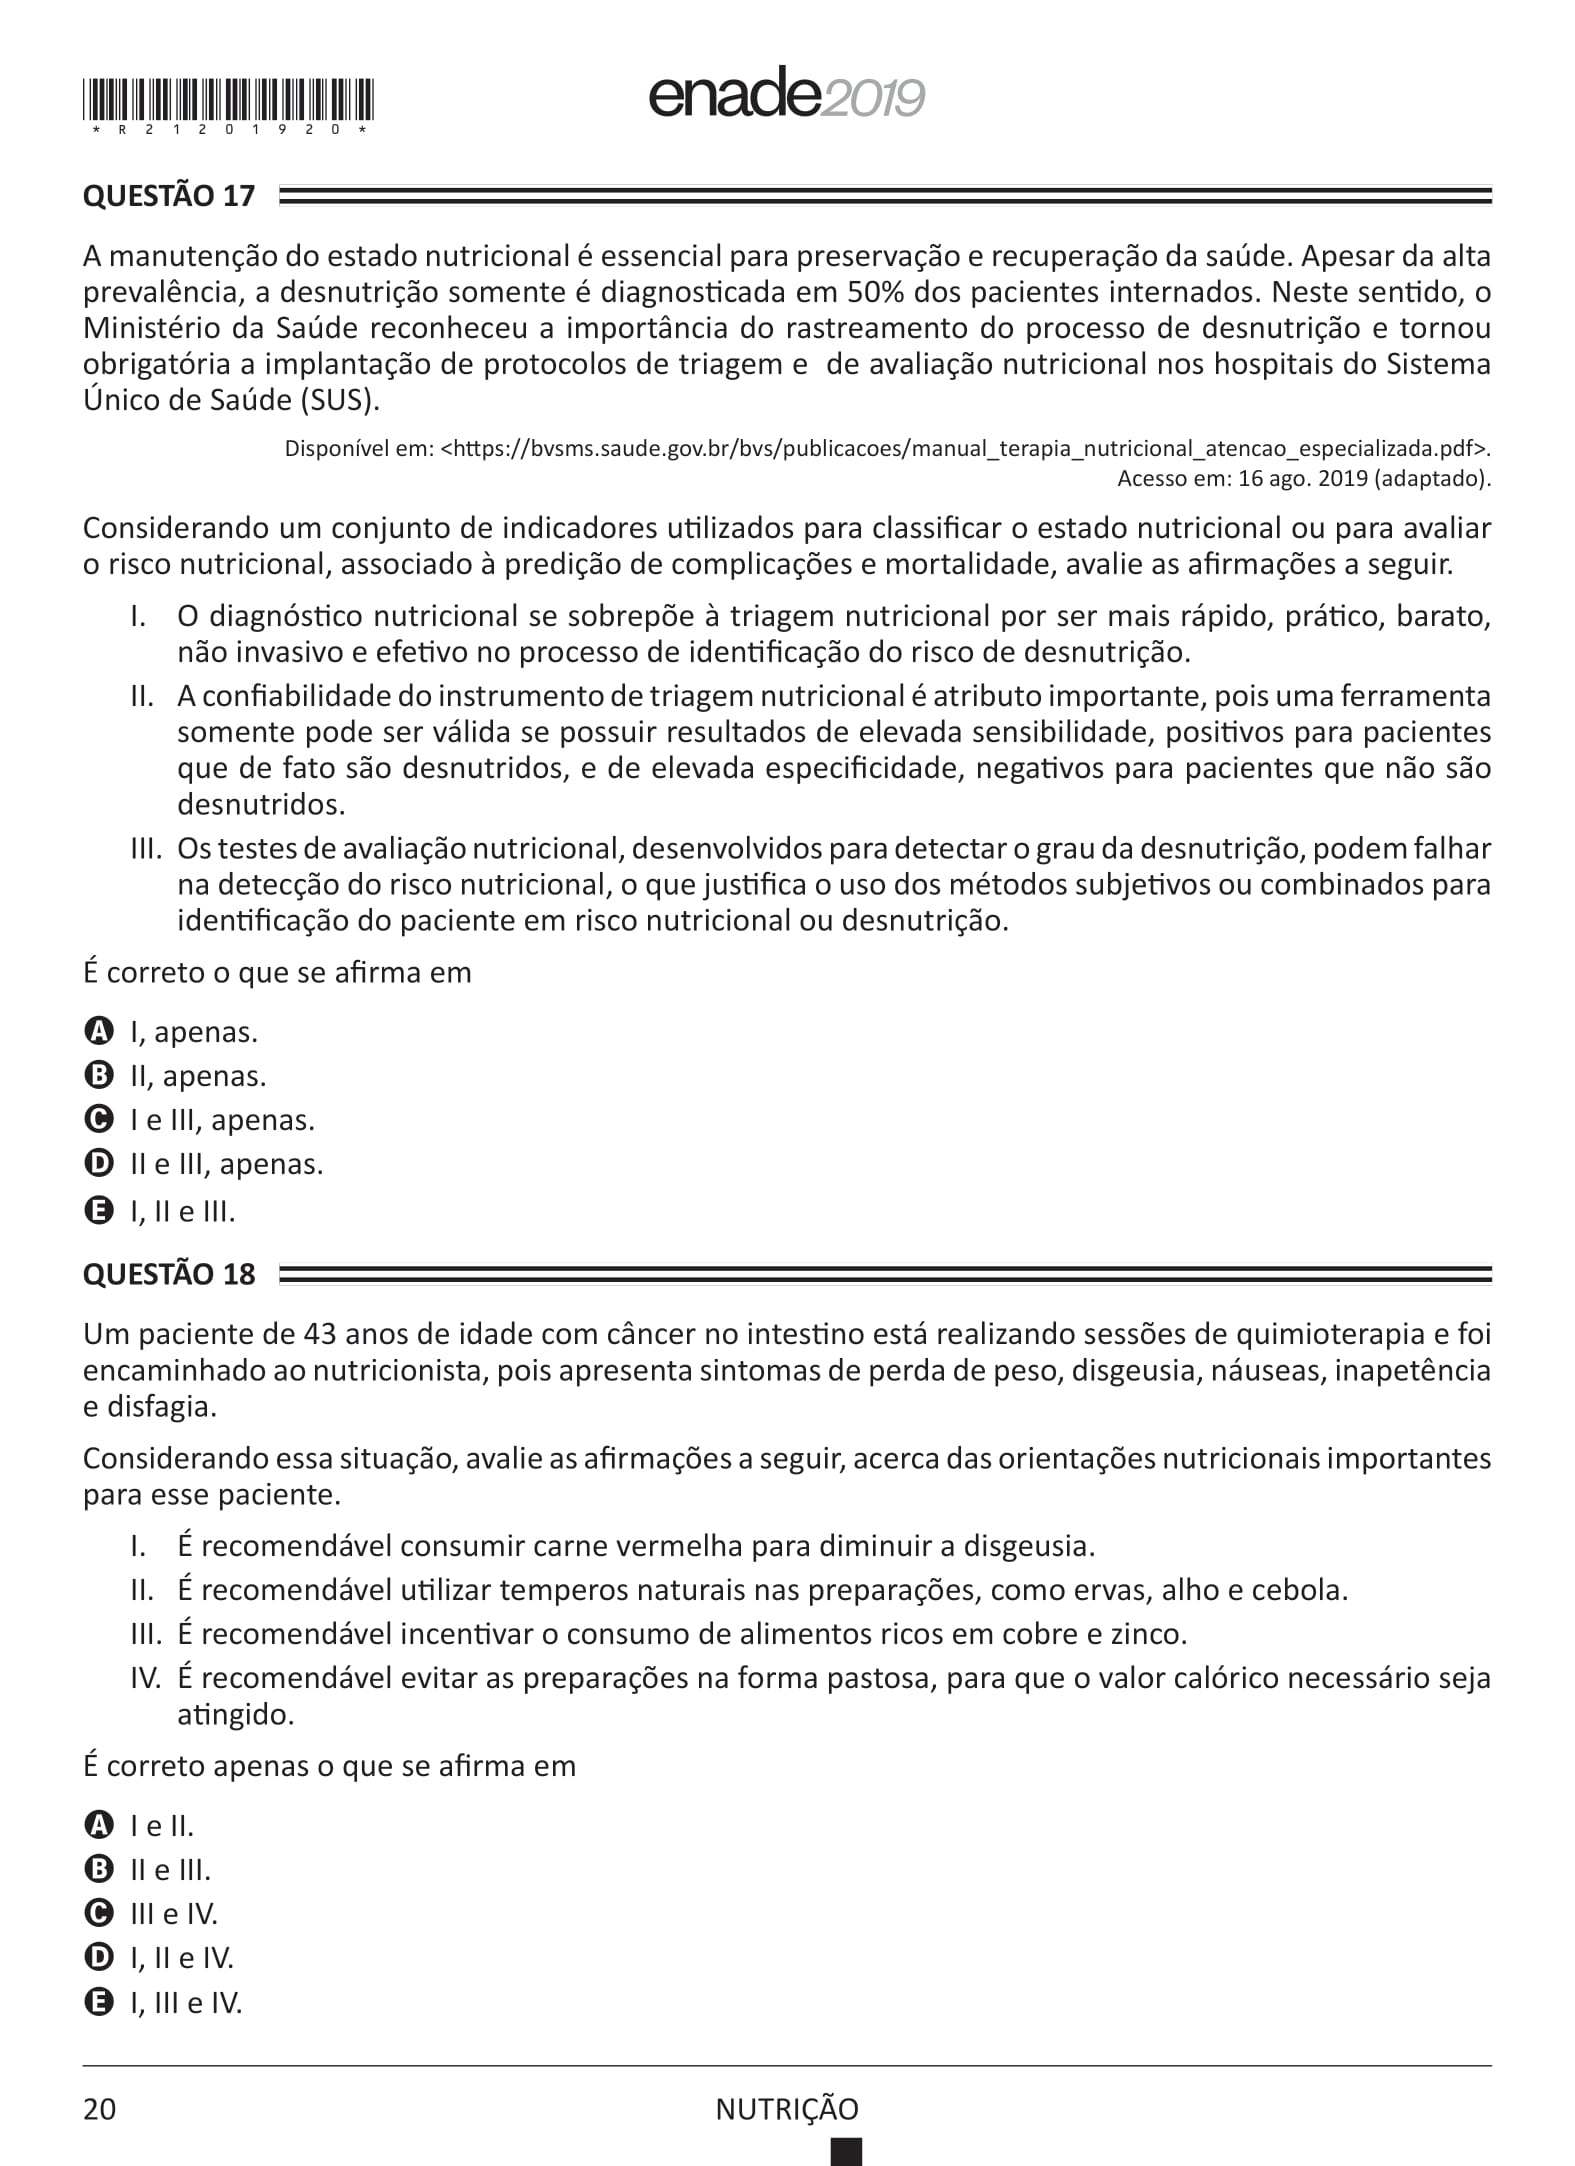 *R21201920*
enade2019
QUESTÃO 17
A manutenção do estado nutricional é essencial para preservação e recuperação da saúde. Apesar da alta
prevalência, a desnutrição somente é diagnosticada em 50% dos pacientes internados. Neste sentido, o
Ministério da Saúde reconheceu a importância do rastreamento do processo de desnutrição e tornou
obrigatória a implantação de protocolos de triagem e de avaliação nutricional nos hospitais do Sistema
Único de Saúde (SUS).
Disponível em: <https://bvsms.saude.gov.br/bvs/publicacoes/manual_terapia_nutricional_atencao_especializada.pdf>.
Acesso em: 16 ago. 2019 (adaptado).
Considerando um conjunto de indicadores utilizados para classificar o estado nutricional ou para avaliar
o risco nutricional, associado à predição de complicações e mortalidade, avalie as afirmações a seguir.
I. O diagnóstico nutricional se sobrepõe à triagem nutricional por ser mais rápido, prático, barato,
não invasivo e efetivo no processo de identificação do risco de desnutrição.
II. A confiabilidade do instrumento de triagem nutricional é atributo importante, pois uma ferramenta
somente pode ser válida se possuir resultados de elevada sensibilidade, positivos para pacientes
que de fato são desnutridos, e de elevada especificidade, negativos para pacientes que não são
desnutridos.
III. Os testes de avaliação nutricional, desenvolvidos para detectar o grau da desnutrição, podem falhar
na detecção do risco nutricional, o que justifica o uso dos métodos subjetivos ou combinados para
identificação do paciente em risco nutricional ou desnutrição.
É correto o que se afirma em
A I, apenas.
B II, apenas.
C I e III, apenas.
D II e III, apenas.
E I, II e III.
QUESTÃO 18
Um paciente de 43 anos de idade com câncer no intestino está realizando sessões de quimioterapia e foi
encaminhado ao nutricionista, pois apresenta sintomas de perda de peso, disgeusia, náuseas, inapetência
e disfagia.
Considerando essa situação, avalie as afirmações a seguir, acerca das orientações nutricionais importantes
para esse paciente.
I. É recomendável consumir carne vermelha para diminuir a disgeusia.
II. É recomendável utilizar temperos naturais nas preparações, como ervas, alho e cebola.
III. É recomendável incentivar o consumo de alimentos ricos em cobre e zinco.
IV. É recomendável evitar as preparações na forma pastosa, para que o valor calórico necessário seja
atingido.
É correto apenas o que se afirma em
A I e II.
B II e III.
C III e IV.
D I, II e IV.
E I, III e IV.
20
NUTRIÇÃO